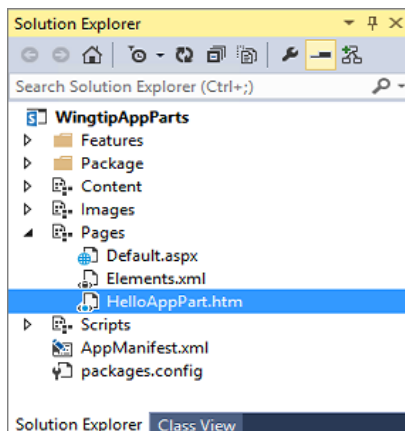 Solution Explorer
Search Solution Explorer (Ctrl+;)
WingtipAppParts
Features
Package
Content
Images
Pages
Default.aspx
Elements.xml
HelloAppPart.htm
Scripts
AppManifest.xml
packages.config
Solution Explorer Class View